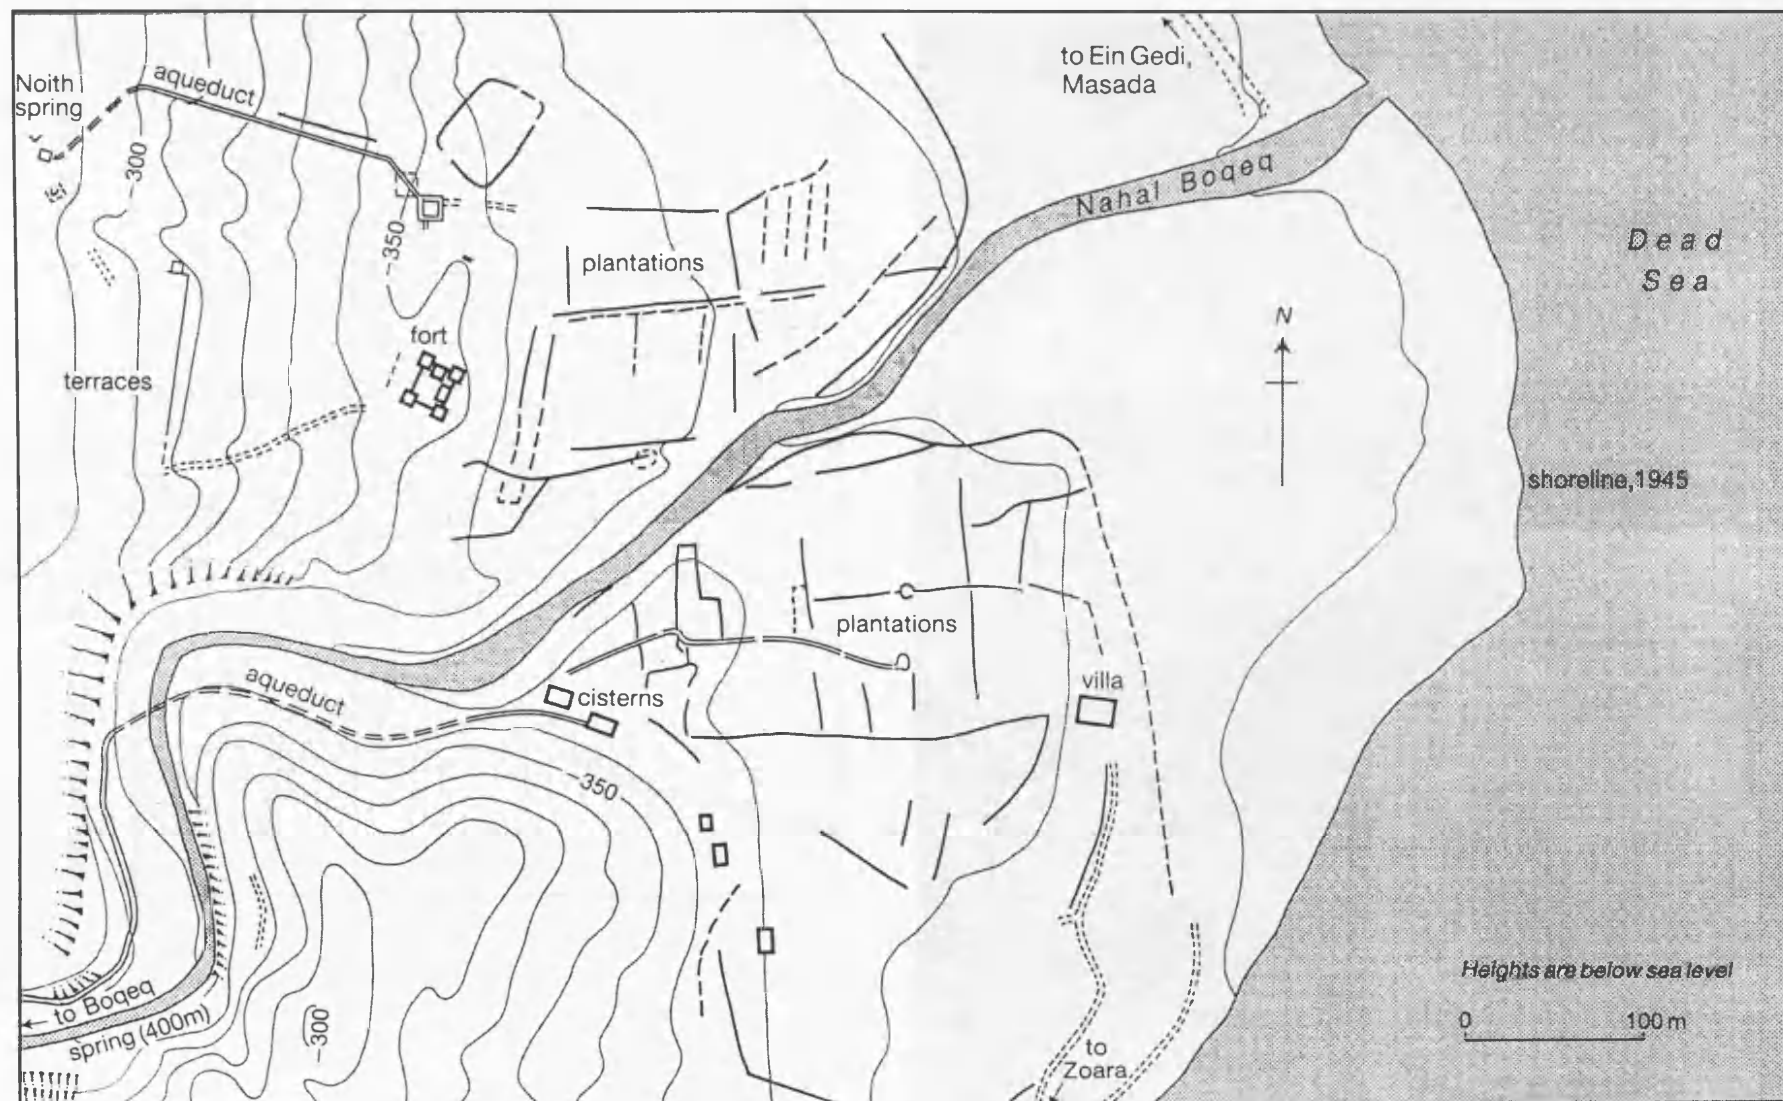 Noith
spring
aqueduct
-300
-350
to Ein Gedi,
Masada
Nahal Boqeq
Dead
Sea
plantations
N
fort
terraces
shoreline, 1945
plantations
aqueduct
cisterns
villa
-350
Heights are below sea level
0 100 m
to Boqeq
spring (400m)
-300
to
Zoara